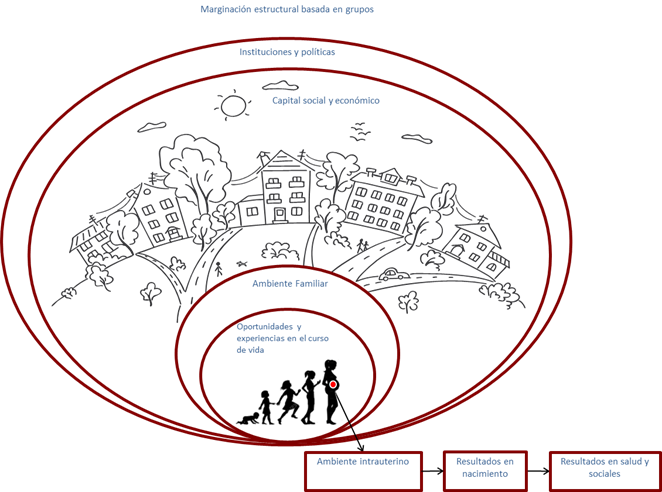 Marginación estructural basada en grupos
Instituciones y políticas
Capital social y económico
Ambiente Familiar
Oportunidades y
experiencias en el curso
de vida
Ambiente intrauterino
Resultados en
nacimiento
Resultados en salud y
sociales